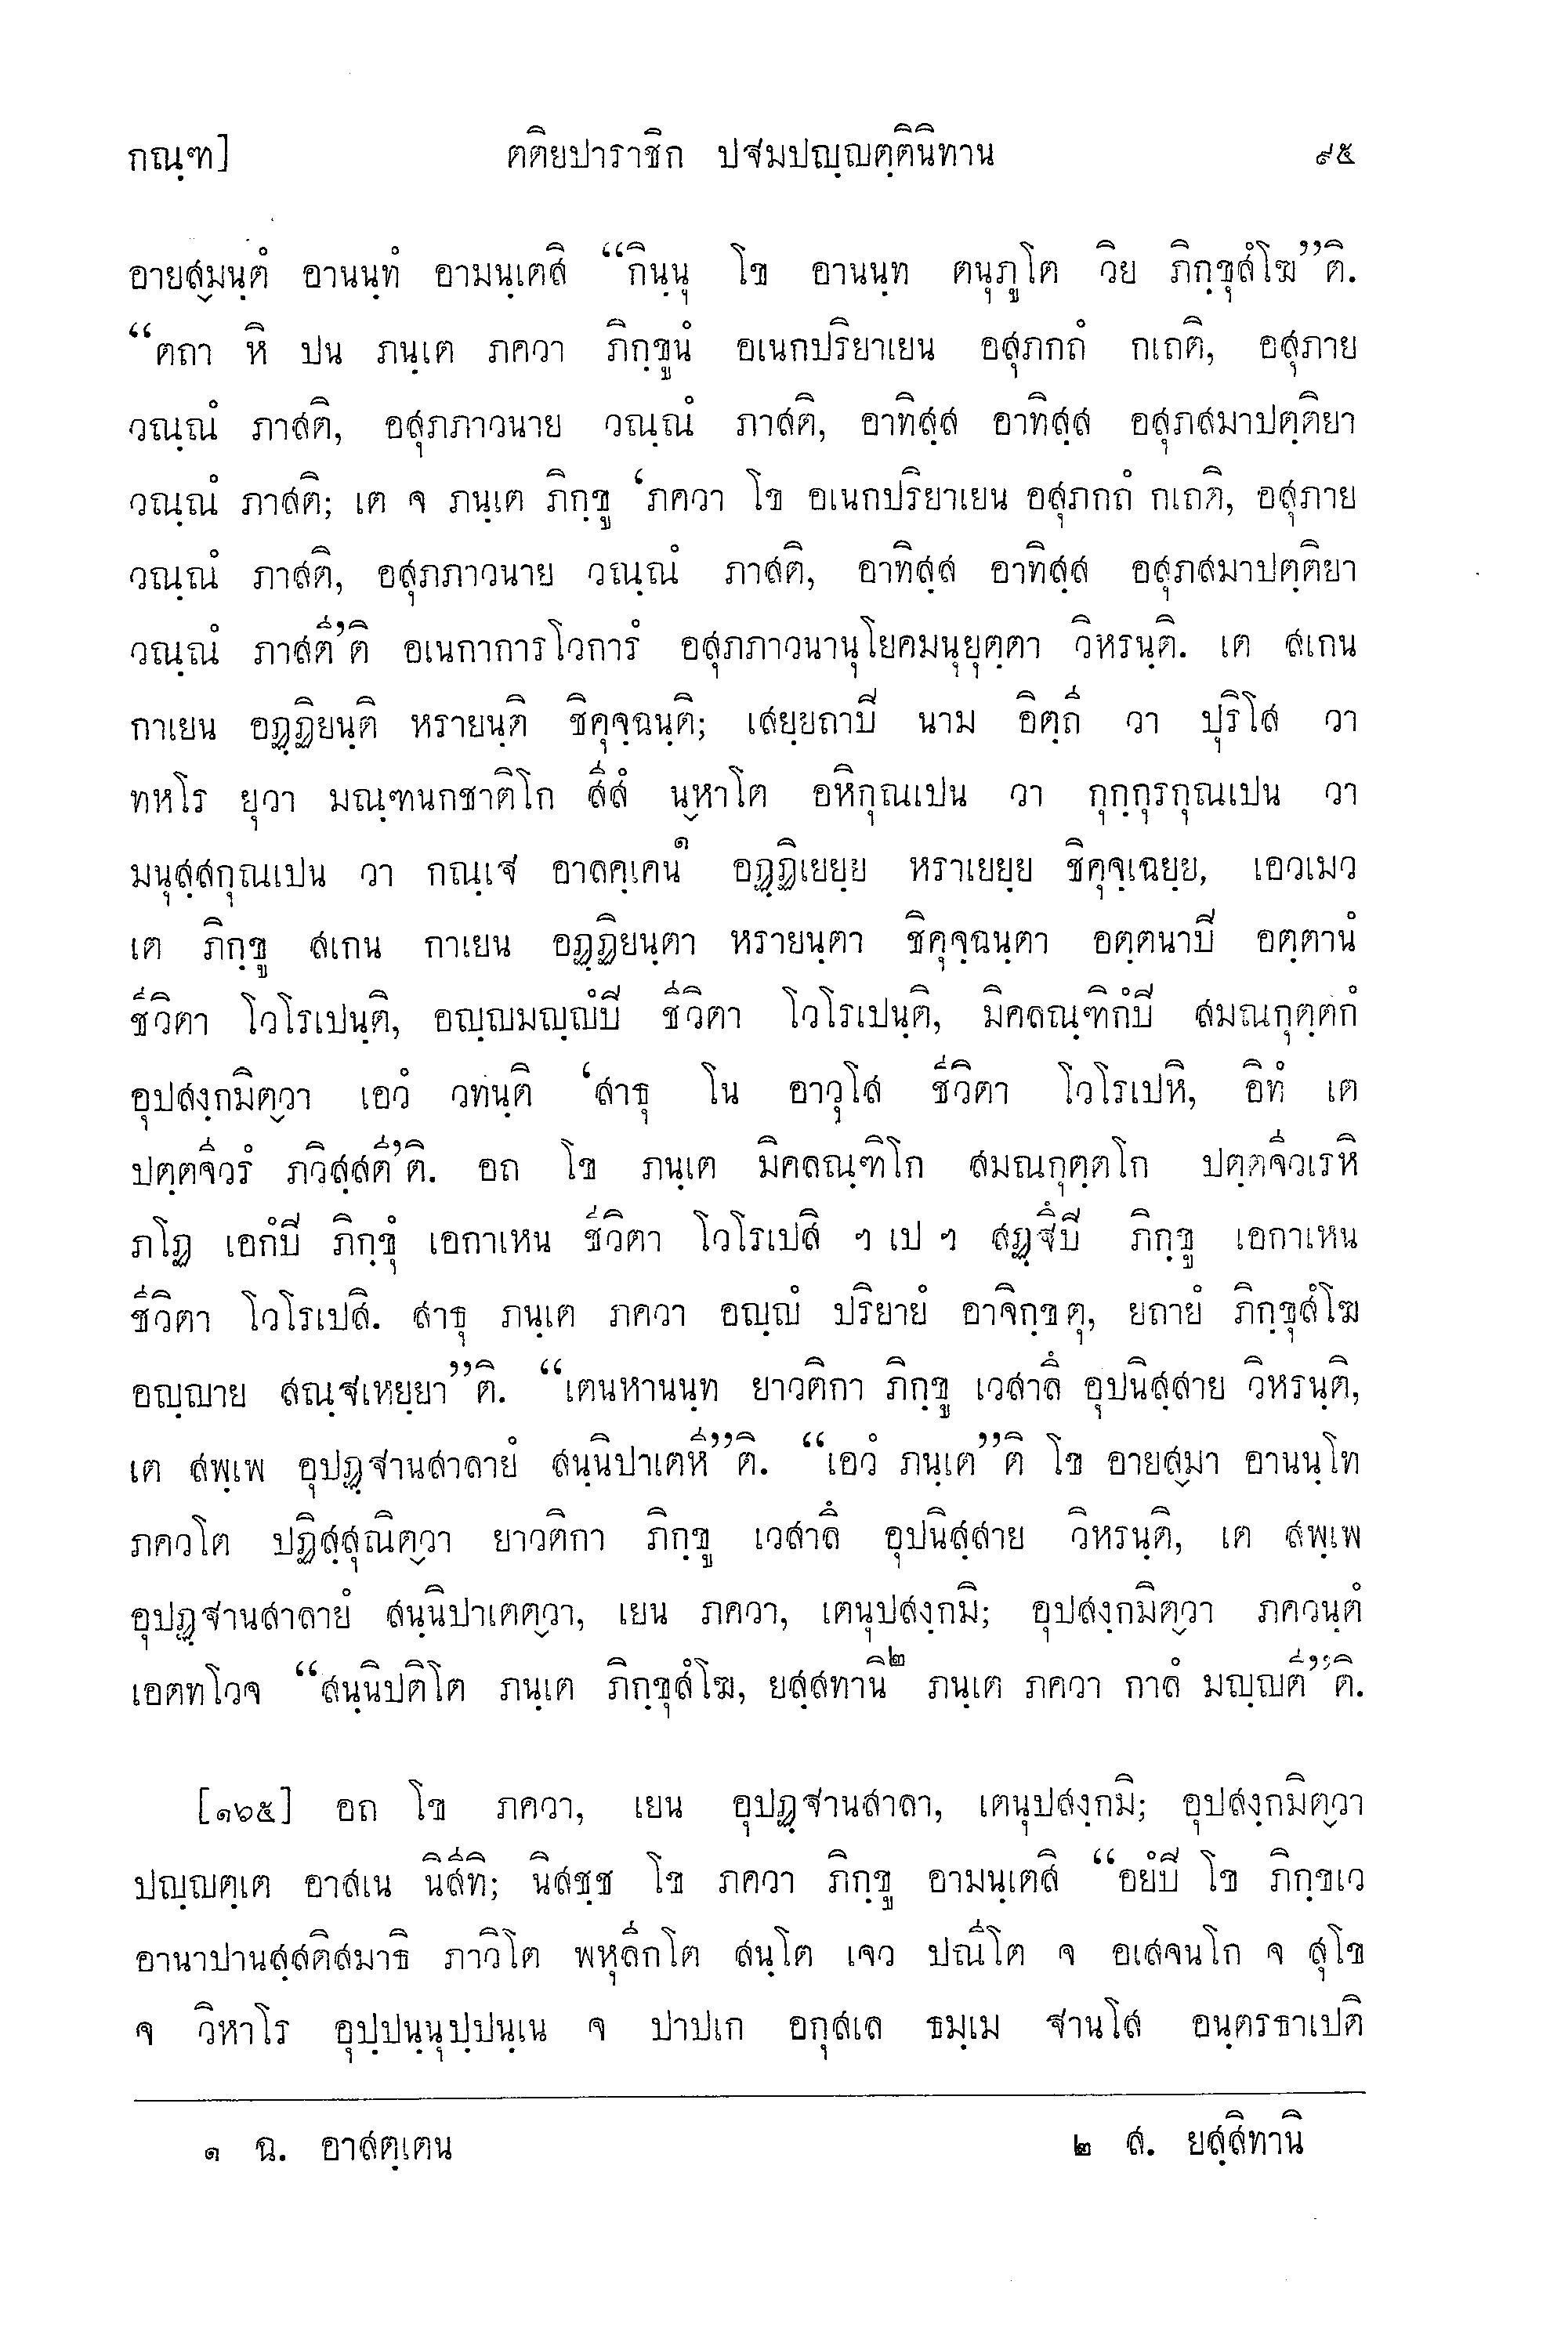 กณฺฑ] ตติยปาราชิก ปฐมปญฺญตฺตินิทาน ๙๕
อายสฺมนฺตํ อานนฺทํ อามนฺเตสิ “กินฺนุ โข อานนฺท ตนุภูโต วิย ภิกฺขุสํโฆ”ติ.
“ตถา หิ ปน ภนฺเต ภควา ภิกฺขูนํ อเนกปริยาเยน อสุภกถํ กเถติ, อสุภาย
วณฺณํ ภาสติ, อสุภภาวนาย วณฺณํ ภาสติ, อาทิสฺส อาทิสฺส อสุภสมาปตฺติยา
วณฺณํ ภาสติ; เต จ ภนฺเต ภิกฺขู ‘ภควา โข อเนกปริยาเยน อสุภกถํ กเถติ, อสุภาย
วณฺณํ ภาสติ, อสุภภาวนาย วณฺณํ ภาสติ, อาทิสฺส อาทิสฺส อสุภสมาปตฺติยา
วณฺณํ ภาสตี’ติ อเนกาการโวการํ อสุภภาวนานุโยคมนุยุตฺตา วิหรนฺติ. เต สเกน
กาเยน อฏฺฏิยนฺติ หรายนฺติ ชิคุจฺฉนฺติ; เสยฺยถาปี นาม อิตฺถี วา ปุริโส วา
ทหโร ยุวา มณฺฑนกชาติโก สีสํ นฺหาโต อหิกุณเปน วา กุกฺกุรกุณเปน วา
มนุสฺสกุณเปน วา กณฺเฐ อาลคฺเคน๑ อฏฺฏิเยยฺย หราเยยฺย ชิคุจฺเฉยฺย, เอวเมว
เต ภิกฺขู สเกน กาเยน อฏฺฏิยนฺตา หรายนฺตา ชิคุจฺฉนฺตา อตฺตนาปี อตฺตานํ
ชีวิตา โวโรเปนฺติ, อญฺญมญฺญํปี ชีวิตา โวโรเปนฺติ, มิคลณฺฑิกํปี สมณกุตฺตกํ
อุปสงฺกมิตฺวา เอวํ วทนฺติ ‘สาธุ โน อาวุโส ชีวิตา โวโรเปหิ, อิทํ เต
ปตฺตจีวรํ ภวิสฺสตี’ติ. อถ โข ภนฺเต มิคลณฺฑิโก สมณกุตฺตโก ปตฺตจีวเรหิ
ภโฏ เอกํปี ภิกฺขุํ เอกาเหน ชีวิตา โวโรเปสิ ฯ เป ฯ สฏฺฐึปี ภิกฺขู เอกาเหน
ชีวิตา โวโรเปสิ. สาธุ ภนฺเต ภควา อญฺญํ ปริยายํ อาจิกฺขตุ, ยถายํ ภิกฺขุสํโฆ
อญฺญาย สณฺฐเหยฺยา”ติ. “เตนหานนฺท ยาวติกา ภิกฺขู เวสาลึ อุปนิสฺสาย วิหรนฺติ,
เต สพฺเพ อุปฏฺฐานสาลายํ สนฺนิปาเตหี”ติ. “เอวํ ภนฺเต”ติ โข อายสฺมา อานนฺโท
ภควโต ปฏิสฺสุณิตฺวา ยาวติกา ภิกฺขู เวสาลึ อุปนิสฺสาย วิหรนฺติ, เต สพฺเพ
อุปฏฺฐานสาลายํ สนฺนิปาเตตฺวา, เยน ภควา, เตนุปสงฺกมิ; อุปสงฺกมิตฺวา ภควนฺตํ
เอตทโวจ “สนฺนิปติโต ภนฺเต ภิกฺขุสํโฆ, ยสฺสทานิ๒ ภนฺเต ภควา กาลํ มญฺญตี”ติ.
[๑๖๕] อถ โข ภควา, เยน อุปฏฺฐานสาลา, เตนุปสงฺกมิ; อุปสงฺกมิตฺวา
ปญฺญตฺเต อาสเน นิสีทิ; นิสชฺช โข ภควา ภิกฺขู อามนฺเตสิ “อยํปี โข ภิกฺขเว
อานาปานสฺสติสมาธิ ภาวิโต พหุลีกโต สนฺโต เจว ปณีโต จ อเสจนโก จ สุโข
จ วิหาโร อุปฺปนฺนุปฺปนฺเน จ ปาปเก อกุสเล ธมฺเม ฐานโส อนฺตรธาเปติ
๑ ฉ. อาสตฺเตน ๒ ส. ยสฺสิทานิ